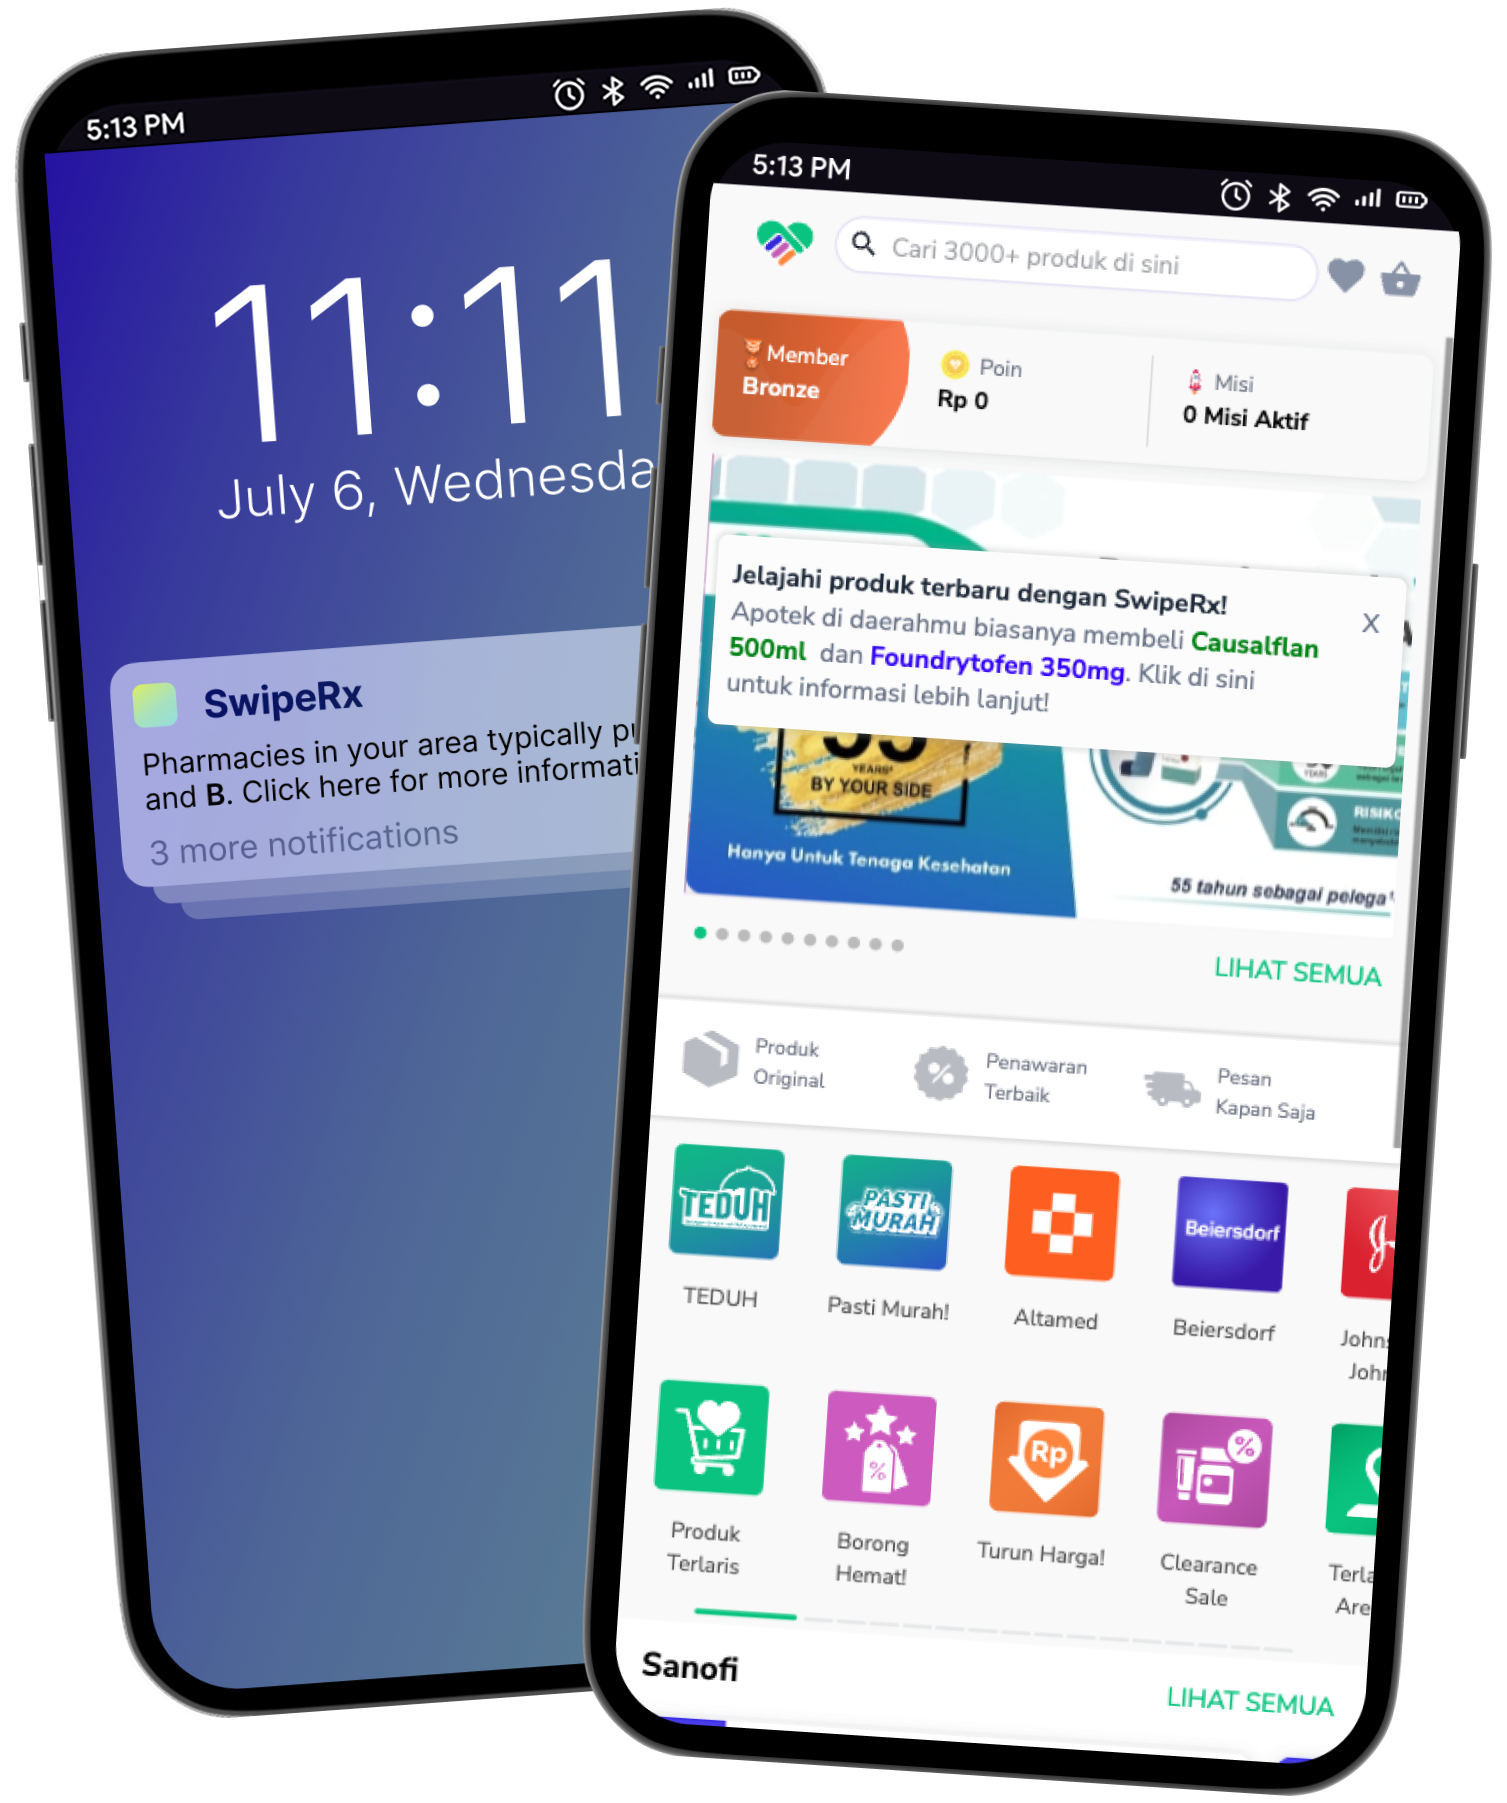 5:13 PM
11:11
July 6, Wednesda
SwipeRx
Pharmacies in your area typically
and B. Click here for more informati
3 more notifications
5:13 PM
Cari 3000+ produk di sini
Member
Bronze
Poin
Rp 0
Misi
0 Misi Aktif
Jelajahi produk terbaru dengan SwipeRx!
X
Apotek di daerahmu biasanya membeli Causalflan
500ml dan Foundrytofen 350mg. Klik di sini
untuk informasi lebih lanjut!
YEARS
BY YOUR SIDE
Hanya Untuk Tenaga Kesehatan
YEARS
RISIKO
55 tahun sebagai pelega
LIHAT SEMUA
Produk
Original
Penawaran
Terbaik
Pesan
Kapan Saja
TEDUH
PASTI
MURAH
Beiersdorf
TEDUH
Pasti Murah!
Altamed
Beiersdorf
Johns
John
Rp
%
%
Produk
Terlaris
Borong
Hemat!
Turun Harga!
Clearance
Sale
Terla
Are
Sanofi
LIHAT SEMUA